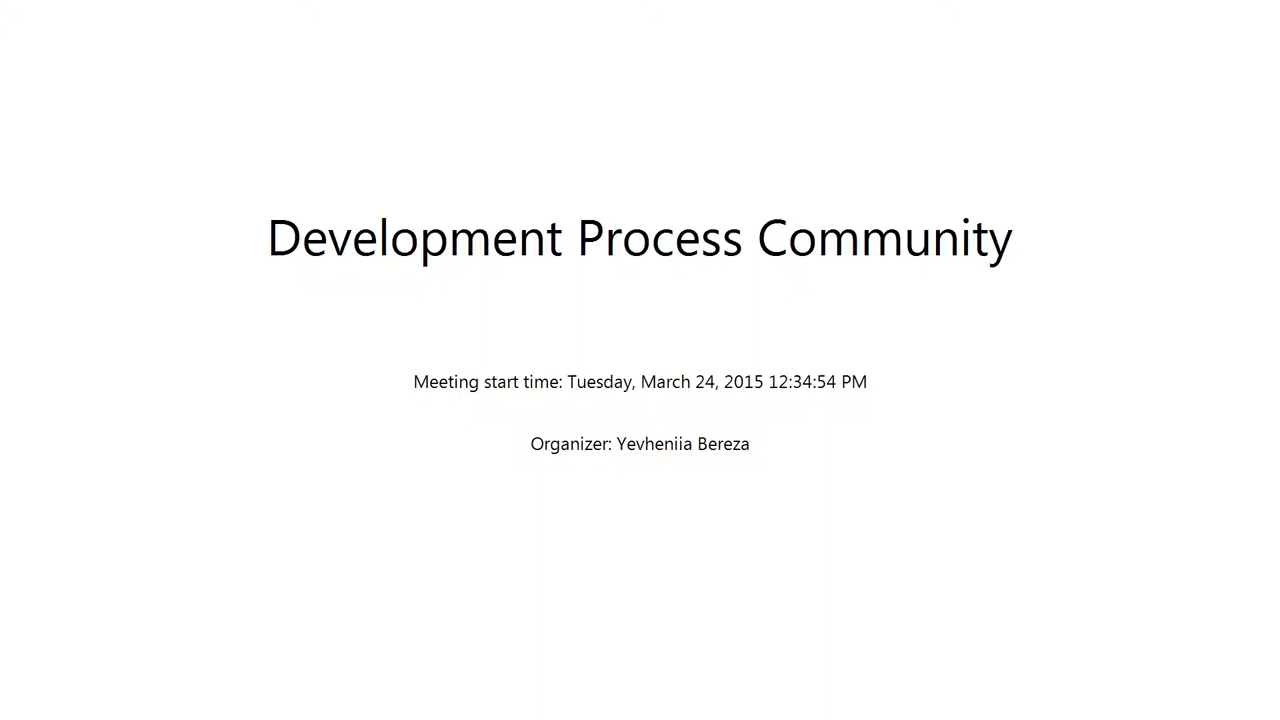 Development Process Community
Meeting start time: Tuesday, March 24, 2015 12:34:54 PM
Organizer: Yevheniia Bereza